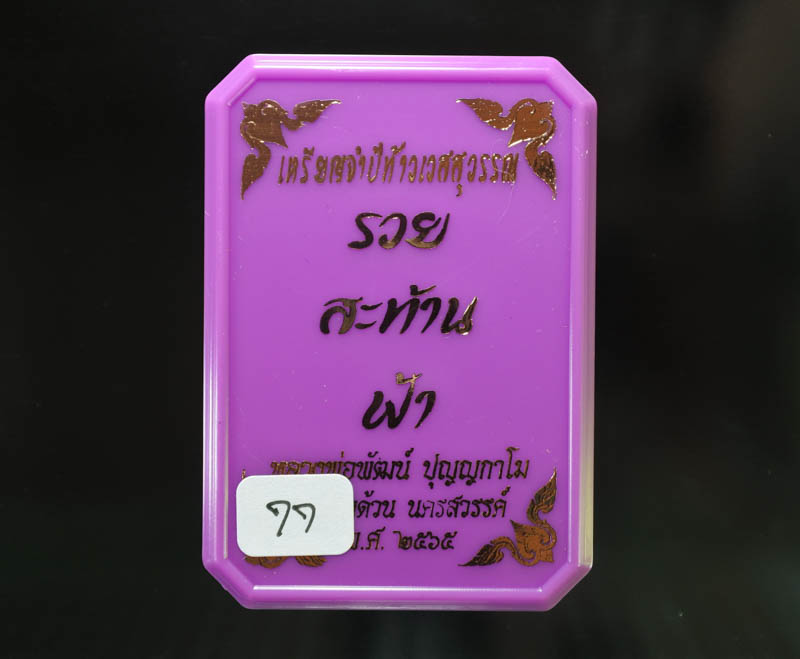 เหรียญจำปีท้าวเวสสุวรรณ
รวย
สะท้าน
ฟ้า
หลวงพ่อพัฒน์ ปุญญกาโม
ด้วน นครสวรรค์
พ.ศ. ๒๕๖๕